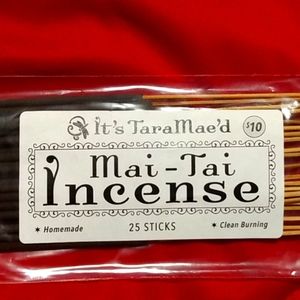 It's TaraMae'd
$10
Mai-Tai
Incense
* Homemade
25 STICKS
* Clean Burning